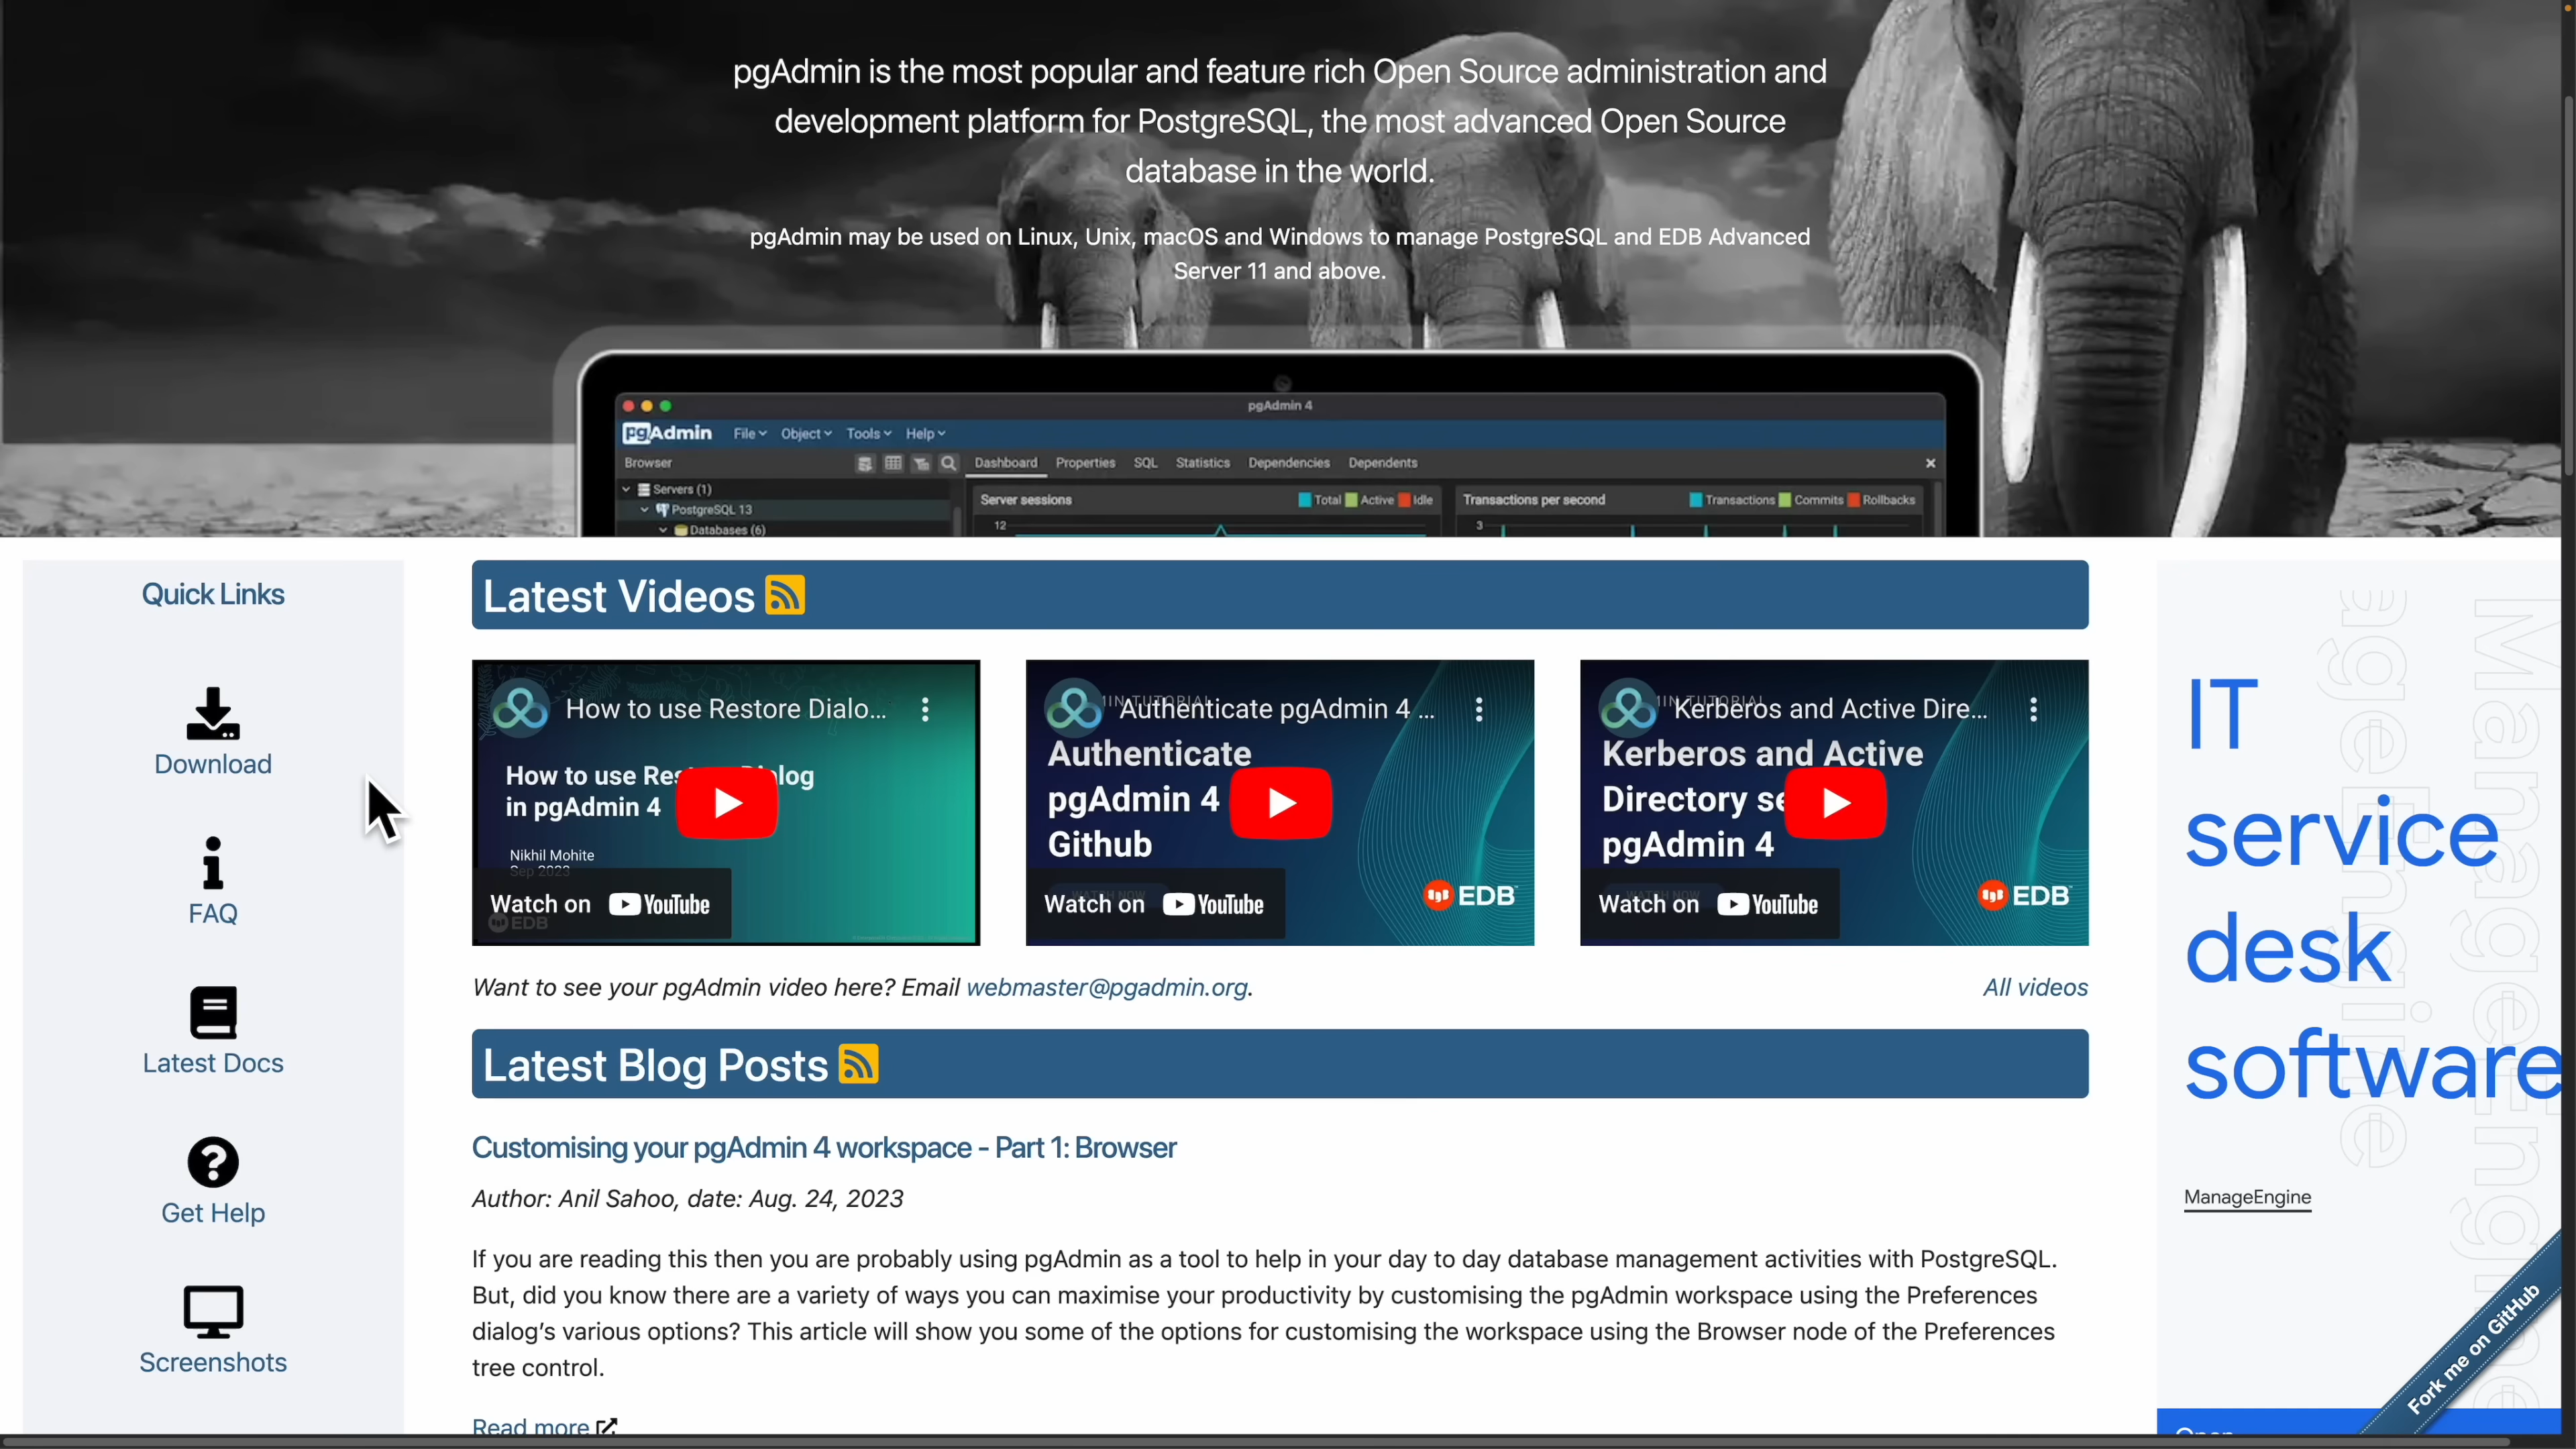 pgAdmin is the most popular and feature rich Open Source administration and
development platform for PostgreSQL, the most advanced Open Source
database in the world.
pgAdmin may be used on Linux, Unix, macOS and Windows to manage PostgreSQL and EDB Advanced
Server 11 and above.
pgAdmin 4
pgAdmin File Object Tools Help
Browser Dashboard Properties SQL Statistics Dependencies Dependents
Servers (1)
Server sessions Total Active Idle Transactions per second Transactions Commits Rollbacks
PostgreSQL 13
12 3
Databases (6)
Quick Links
Download
FAQ
Latest Docs
Get Help
Screenshots
Latest Videos
How to use Restore Dialo...
in pgAdmin 4
Nikhil Mohite
Sep 2023
EDB
Watch on YouTube
Authenticate pgAdmin 4 ...
Authenticate
pgAdmin 4
Github
Watch on YouTube
EDB
Kerberos and Active Dire...
Kerberos and Active
Directory
pgAdmin 4
Watch on YouTube
EDB
Want to see your pgAdmin video here? Email webmaster@pgadmin.org.
All videos
Latest Blog Posts
Customising your pgAdmin 4 workspace - Part 1: Browser
Author: Anil Sahoo, date: Aug. 24, 2023
If you are reading this then you are probably using pgAdmin as a tool to help in your day to day database management activities with PostgreSQL.
But, did you know there are a variety of ways you can maximise your productivity by customising the pgAdmin workspace using the Preferences
dialog's various options? This article will show you some of the options for customising the workspace using the Browser node of the Preferences
tree control.
Read more
IT
service
desk
software
ManageEngine
ManageEngine
Fork me on GitHub